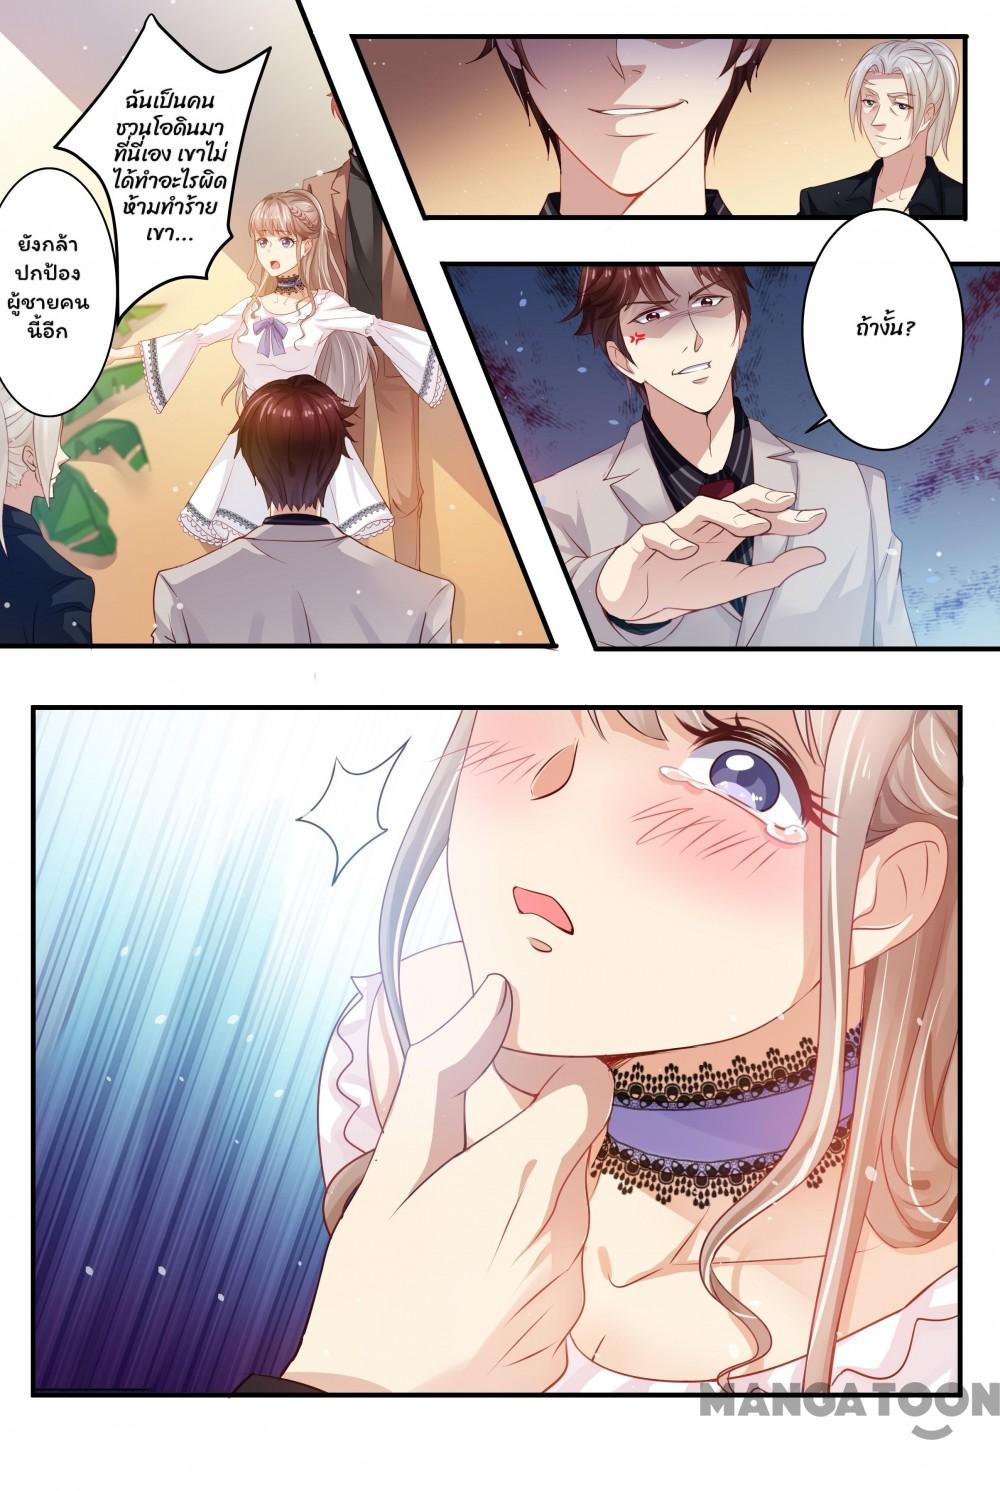 ฉันเป็นคน
ชวนโอดินมา
ที่นี่เอง เขาไม่
ได้ทำอะไรผิด
ห้ามทำร้าย
เขา...
ยังกล้า
ปกป้อง
ผู้ชายคน
นี้อีก
ถ้างั้น?
MANGATOON